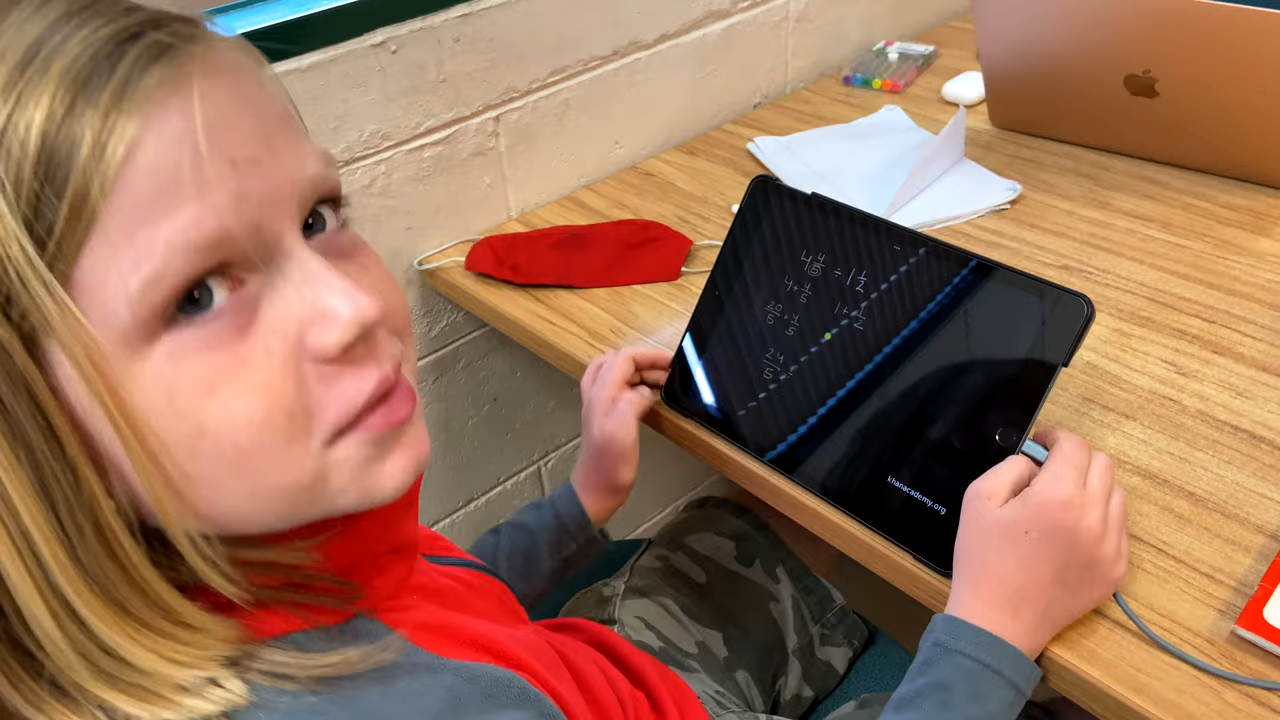 4 4/5 ÷ 1 1/2
4 + 4/5
1 + 1/2
20/5 + 4/5
24/5 ÷
khanacademy.org